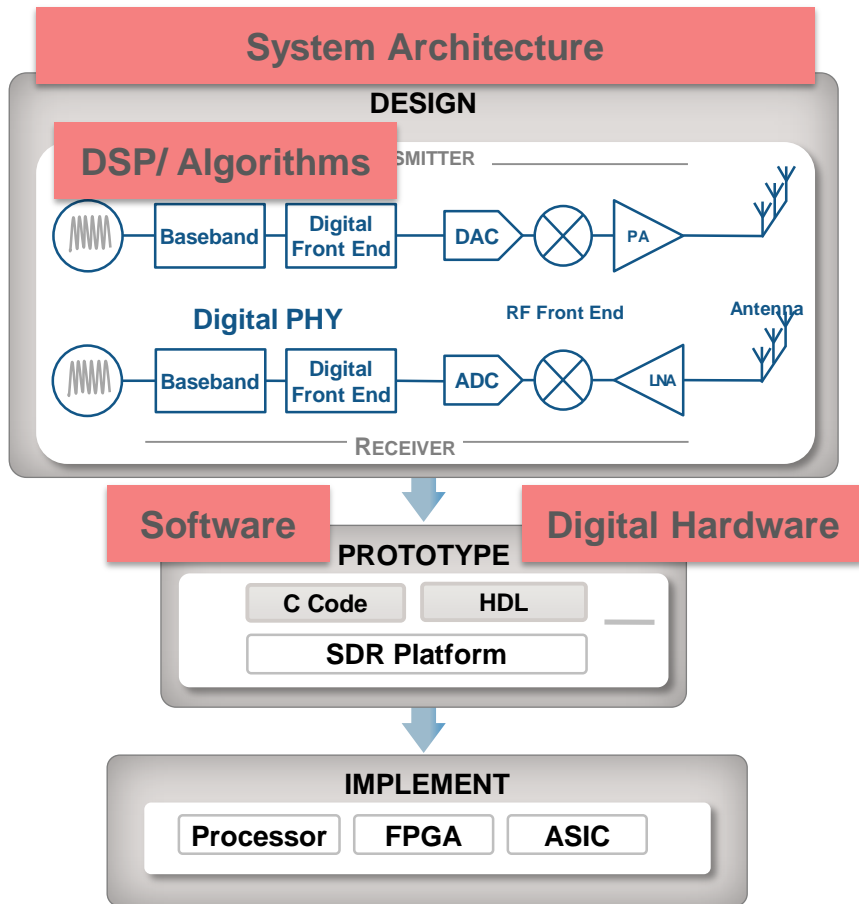 System Architecture
DESIGN
DSP/ Algorithms
SMITTER
Baseband
Digital
Front End
DAC
PA
Digital PHY
RF Front End
Antenna
Baseband
Digital
Front End
ADC
LNA
RECEIVER
Software
Digital Hardware
PROTOTYPE
C Code
HDL
SDR Platform
IMPLEMENT
Processor
FPGA
ASIC